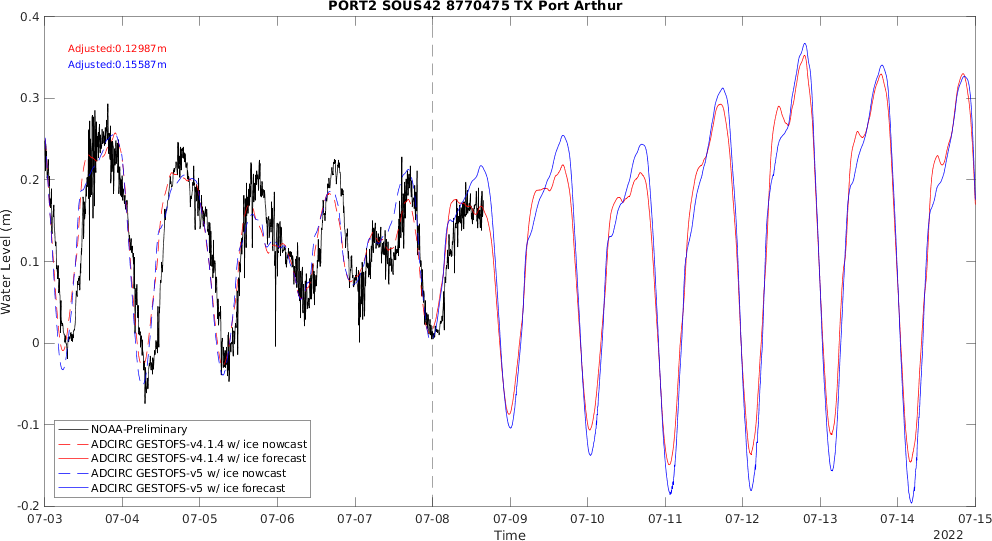 PORT2 SOUS42 8770475 TX Port Arthur
Adjusted:0.12987m
Adjusted:0.15587m
Water Level (m)
0.4
0.3
0.2
0.1
0
-0.1
-0.2
NOAA-Preliminary
ADCIRC GESTOFS-v4.1.4 w/ ice nowcast
ADCIRC GESTOFS-v4.1.4 w/ ice forecast
ADCIRC GESTOFS-v5 w/ ice nowcast
ADCIRC GESTOFS-v5 w/ ice forecast
07-03 07-04 07-05 07-06 07-07 07-08 07-09 07-10 07-11 07-12 07-13 07-14 07-15
Time
2022